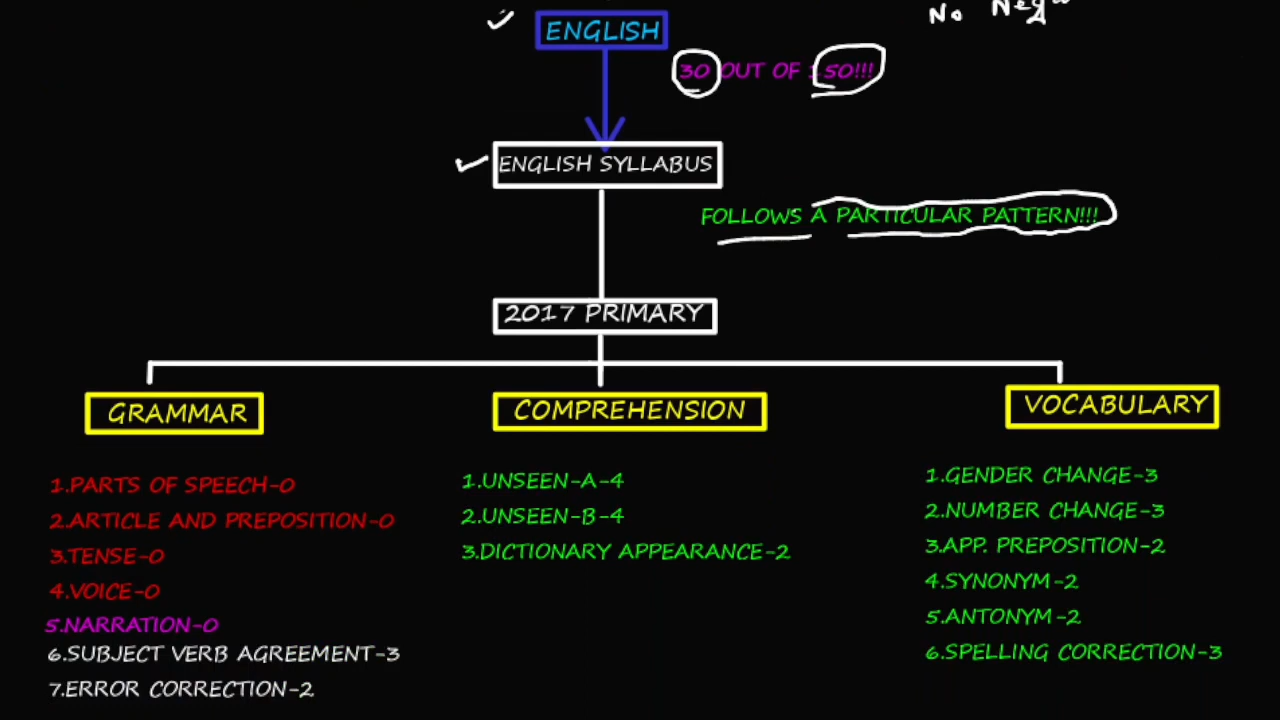 No
ENGLISH
30 OUT OF 150!!!
ENGLISH SYLLABUS
FOLLOWS A PARTICULAR PATTERN!!!
2017 PRIMARY
GRAMMAR
1.PARTS OF SPEECH-0
2.ARTICLE AND PREPOSITION-0
3.TENSE-0
4.VOICE-0
5.NARRATION-0
6.SUBJECT VERB AGREEMENT-3
7.ERROR CORRECTION-2
COMPREHENSION
1.UNSEEN-A-4
2.UNSEEN-B-4
3.DICTIONARY APPEARANCE-2
VOCABULARY
1.GENDER CHANGE-3
2.NUMBER CHANGE-3
3.APP. PREPOSITION-2
4.SYNONYM-2
5.ANTONYM-2
6.SPELLING CORRECTION-3